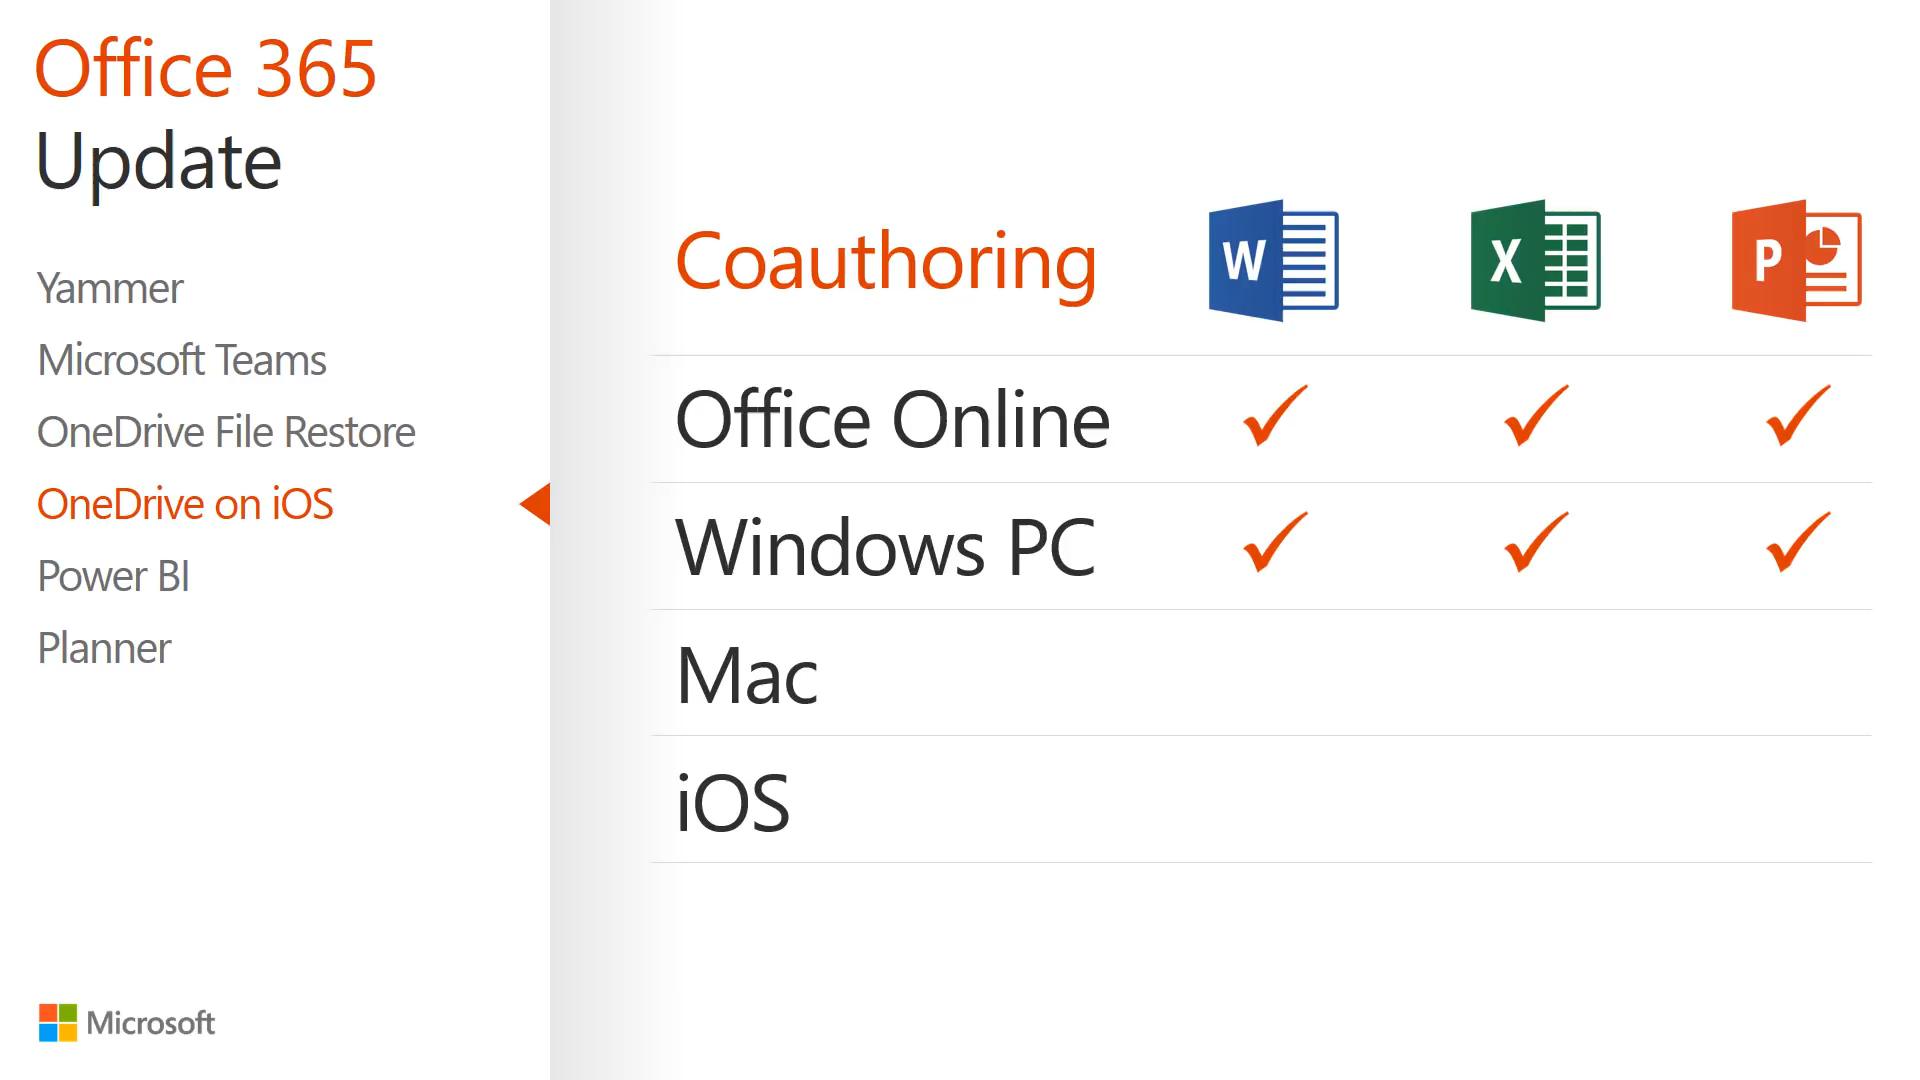 Office 365
Update
Yammer
Microsoft Teams
OneDrive File Restore
OneDrive on iOS
Power BI
Planner
Microsoft
Coauthoring W X P
Office Online ✓ ✓ ✓
Windows PC ✓ ✓ ✓
Mac
iOS